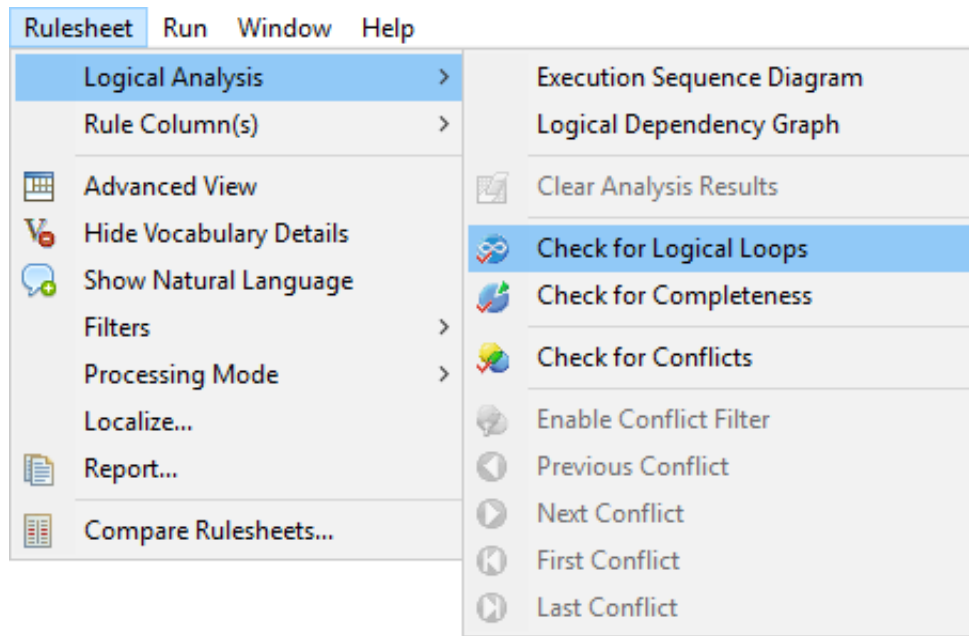 Rulesheet Run Window Help
Logical Analysis
Rule Column(s)
Advanced View
Hide Vocabulary Details
Show Natural Language
Filters
Processing Mode
Localize...
Report...
Compare Rulesheets...
Execution Sequence Diagram
Logical Dependency Graph
Clear Analysis Results
Check for Logical Loops
Check for Completeness
Check for Conflicts
Enable Conflict Filter
Previous Conflict
Next Conflict
First Conflict
Last Conflict